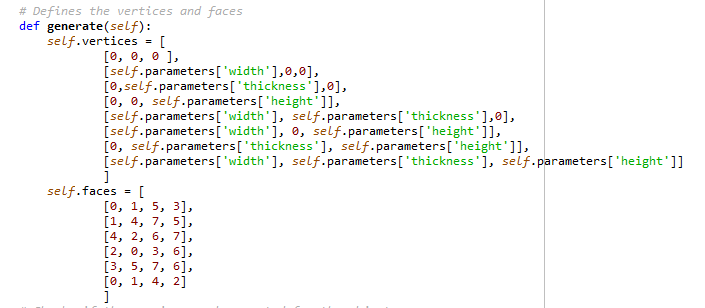 # Defines the vertices and faces
def generate(self):
self.vertices = [
[0, 0, 0 ],
[self.parameters['width'],0,0],
[0,self.parameters['thickness'],0],
[0, 0, self.parameters['height']],
[self.parameters['width'], self.parameters['thickness'],0],
[self.parameters['width'], 0, self.parameters['height']],
[0, self.parameters['thickness'], self.parameters['height']],
[self.parameters['width'], self.parameters['thickness'], self.parameters['height']]
]
self.faces = [
[0, 1, 5, 3],
[1, 4, 7, 5],
[4, 2, 6, 7],
[2, 0, 3, 6],
[3, 5, 7, 6],
[0, 1, 4, 2]
]